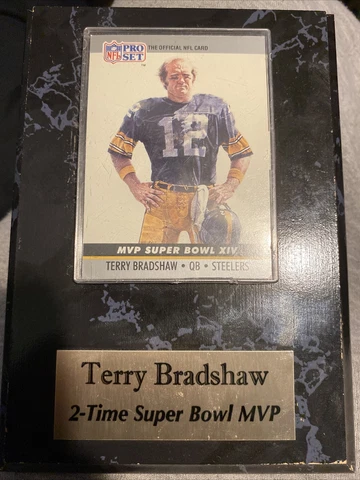 NFL PRO SET THE OFFICIAL NFL CARD
12
MVP SUPER BOWL XIV
TERRY BRADSHAW • QB • STEELERS
Terry Bradshaw
2-Time Super Bowl MVP